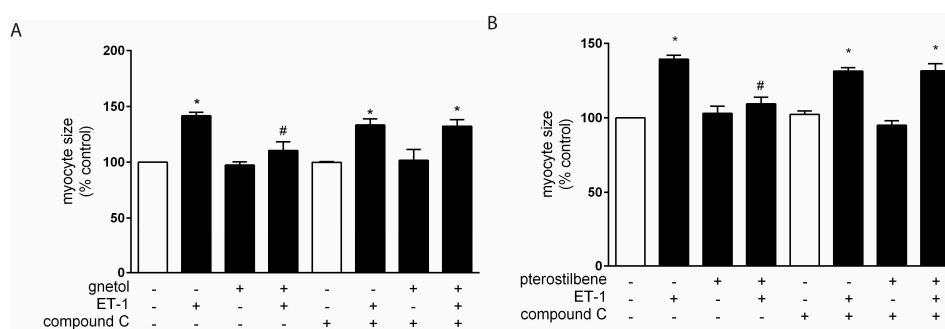 A
myocyte size
(% control)
200
150
100
50
0
*
*
#
*
*
gnetol - - + + - - + +
ET-1 - + - + - + - +
compound C - - - - + + + +
B
myocyte size
(% control)
150
100
50
0
*
#
*
*
pterostilbene - - + + - - + +
ET-1 - + - + - + - +
compound C - - - - + + + +